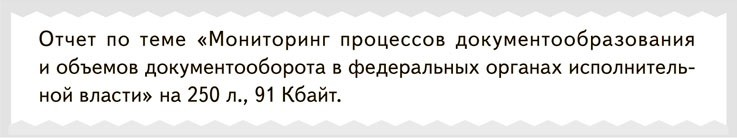 Отчет по теме «Мониторинг процессов документообразования
и объемов документооборота в федеральных органах исполнитель-
ной власти» на 250 л., 91 Кбайт.